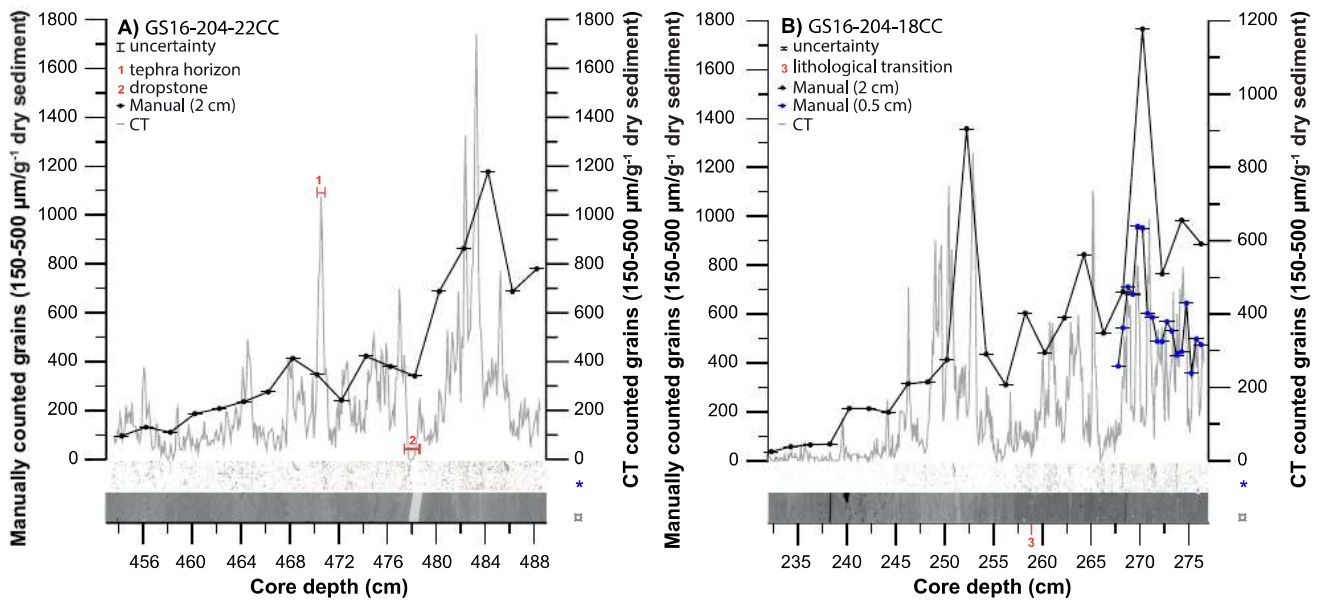 A) GS16-204-22CC
uncertainty
1 tephra horizon
2 dropstone
Manual (2 cm)
CT
Manually counted grains (150-500 µm/g⁻¹ dry sediment)
1800
1600
1400
1200
1000
800
600
400
200
0
1
2
1800
1600
1400
1200
1000
800
600
400
200
0
CT counted grains (150-500 µm/g⁻¹ dry sediment)
*
¤
456 460 464 468 472 476 480 484 488
Core depth (cm)
B) GS16-204-18CC
uncertainty
3 lithological transition
Manual (2 cm)
Manual (0.5 cm)
CT
Manually counted grains (150-500 µm/g⁻¹ dry sediment)
1800
1600
1400
1200
1000
800
600
400
200
0
1200
1000
800
600
400
200
0
CT counted grains (150-500 µm/g⁻¹ dry sediment)
*
¤
3
235 240 245 250 255 260 265 270 275
Core depth (cm)